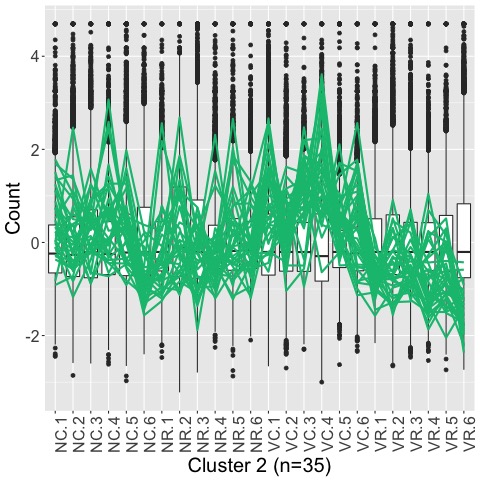 Count
4
2
0
-2
NC.1
NC.2
NC.3
NC.4
NC.5
NC.6
NR.1
NR.2
NR.3
NR.4
NR.5
NR.6
VC.1
VC.2
VC.3
VC.4
VC.5
VC.6
VR.1
VR.2
VR.3
VR.4
VR.5
VR.6
Cluster 2 (n=35)